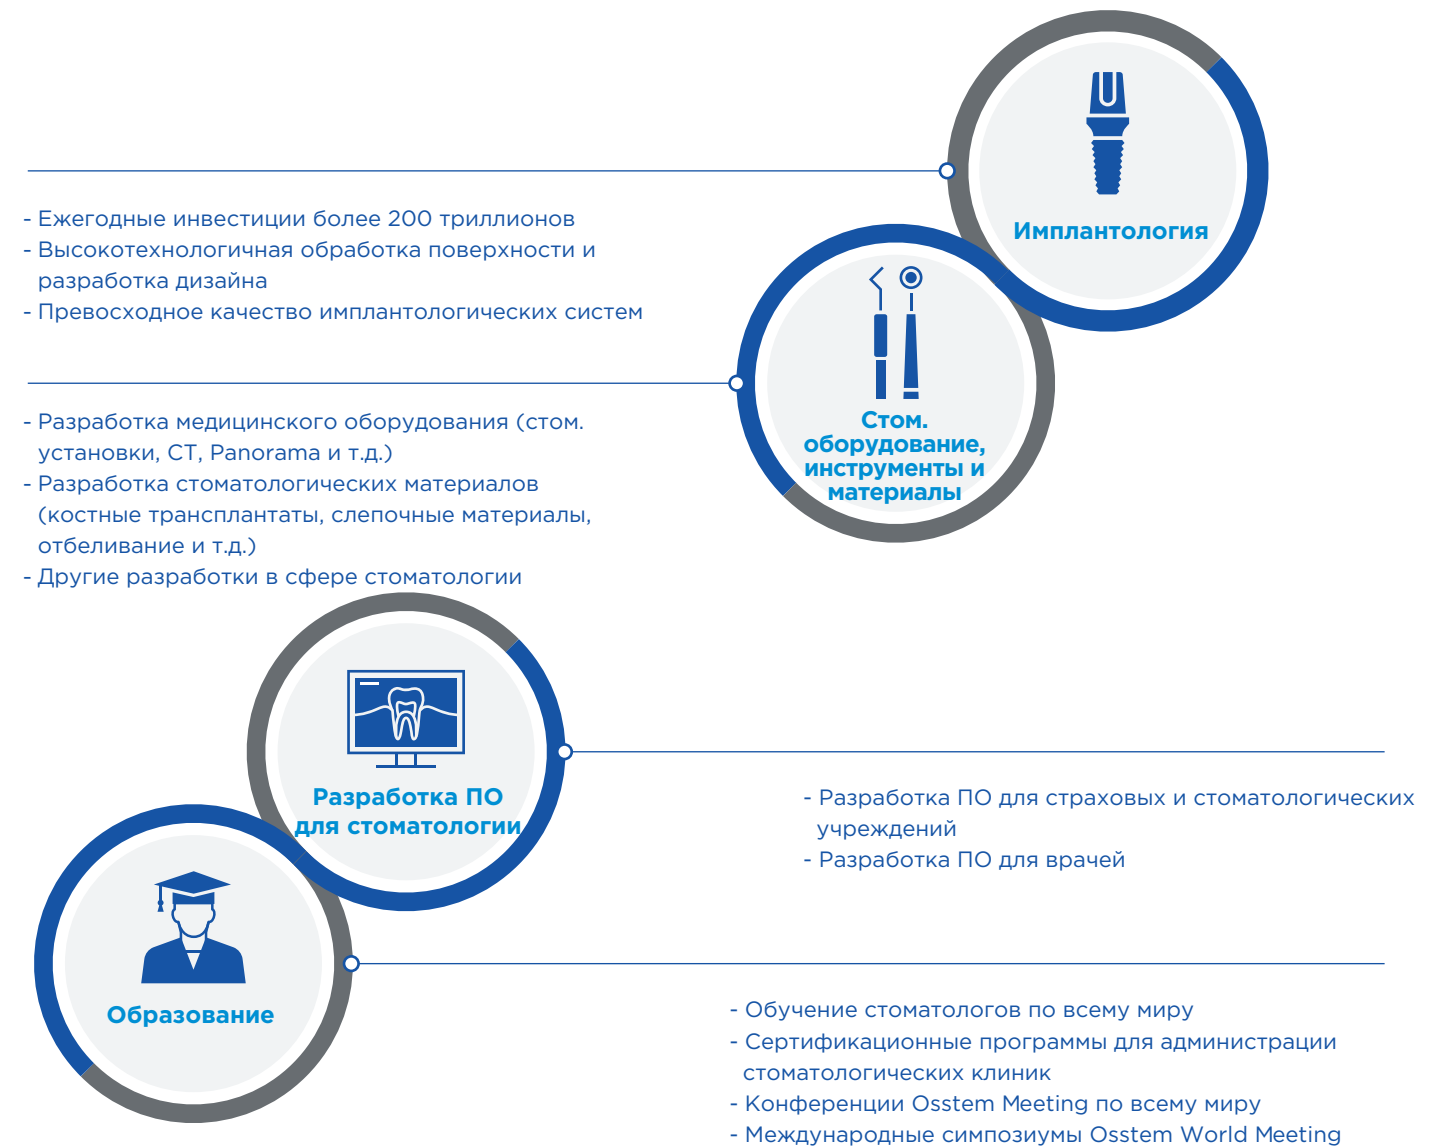 Имплантология
- Ежегодные инвестиции более 200 триллионов
- Высокотехнологичная обработка поверхности и
разработка дизайна
- Превосходное качество имплантологических систем
Стом.
оборудование,
инструменты и
материалы
- Разработка медицинского оборудования (стом.
установки, СТ, Panorama и т.д.)
- Разработка стоматологических материалов
(костные трансплантаты, слепочные материалы,
отбеливание и т.д.)
- Другие разработки в сфере стоматологии
Разработка ПО
для стоматологии
- Разработка ПО для страховых и стоматологических
учреждений
- Разработка ПО для врачей
Образование
- Обучение стоматологов по всему миру
- Сертификационные программы для администрации
стоматологических клиник
- Конференции Osstem Meeting по всему миру
- Международные симпозиумы Osstem World Meeting